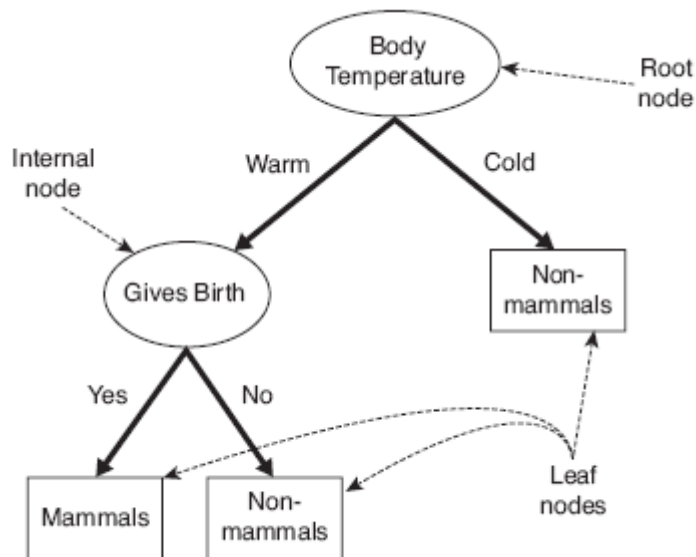 Body
Temperature
Root
node
Internal
node
Warm
Cold
Gives Birth
Non-
mammals
Yes
No
Mammals
Non-
mammals
Leaf
nodes